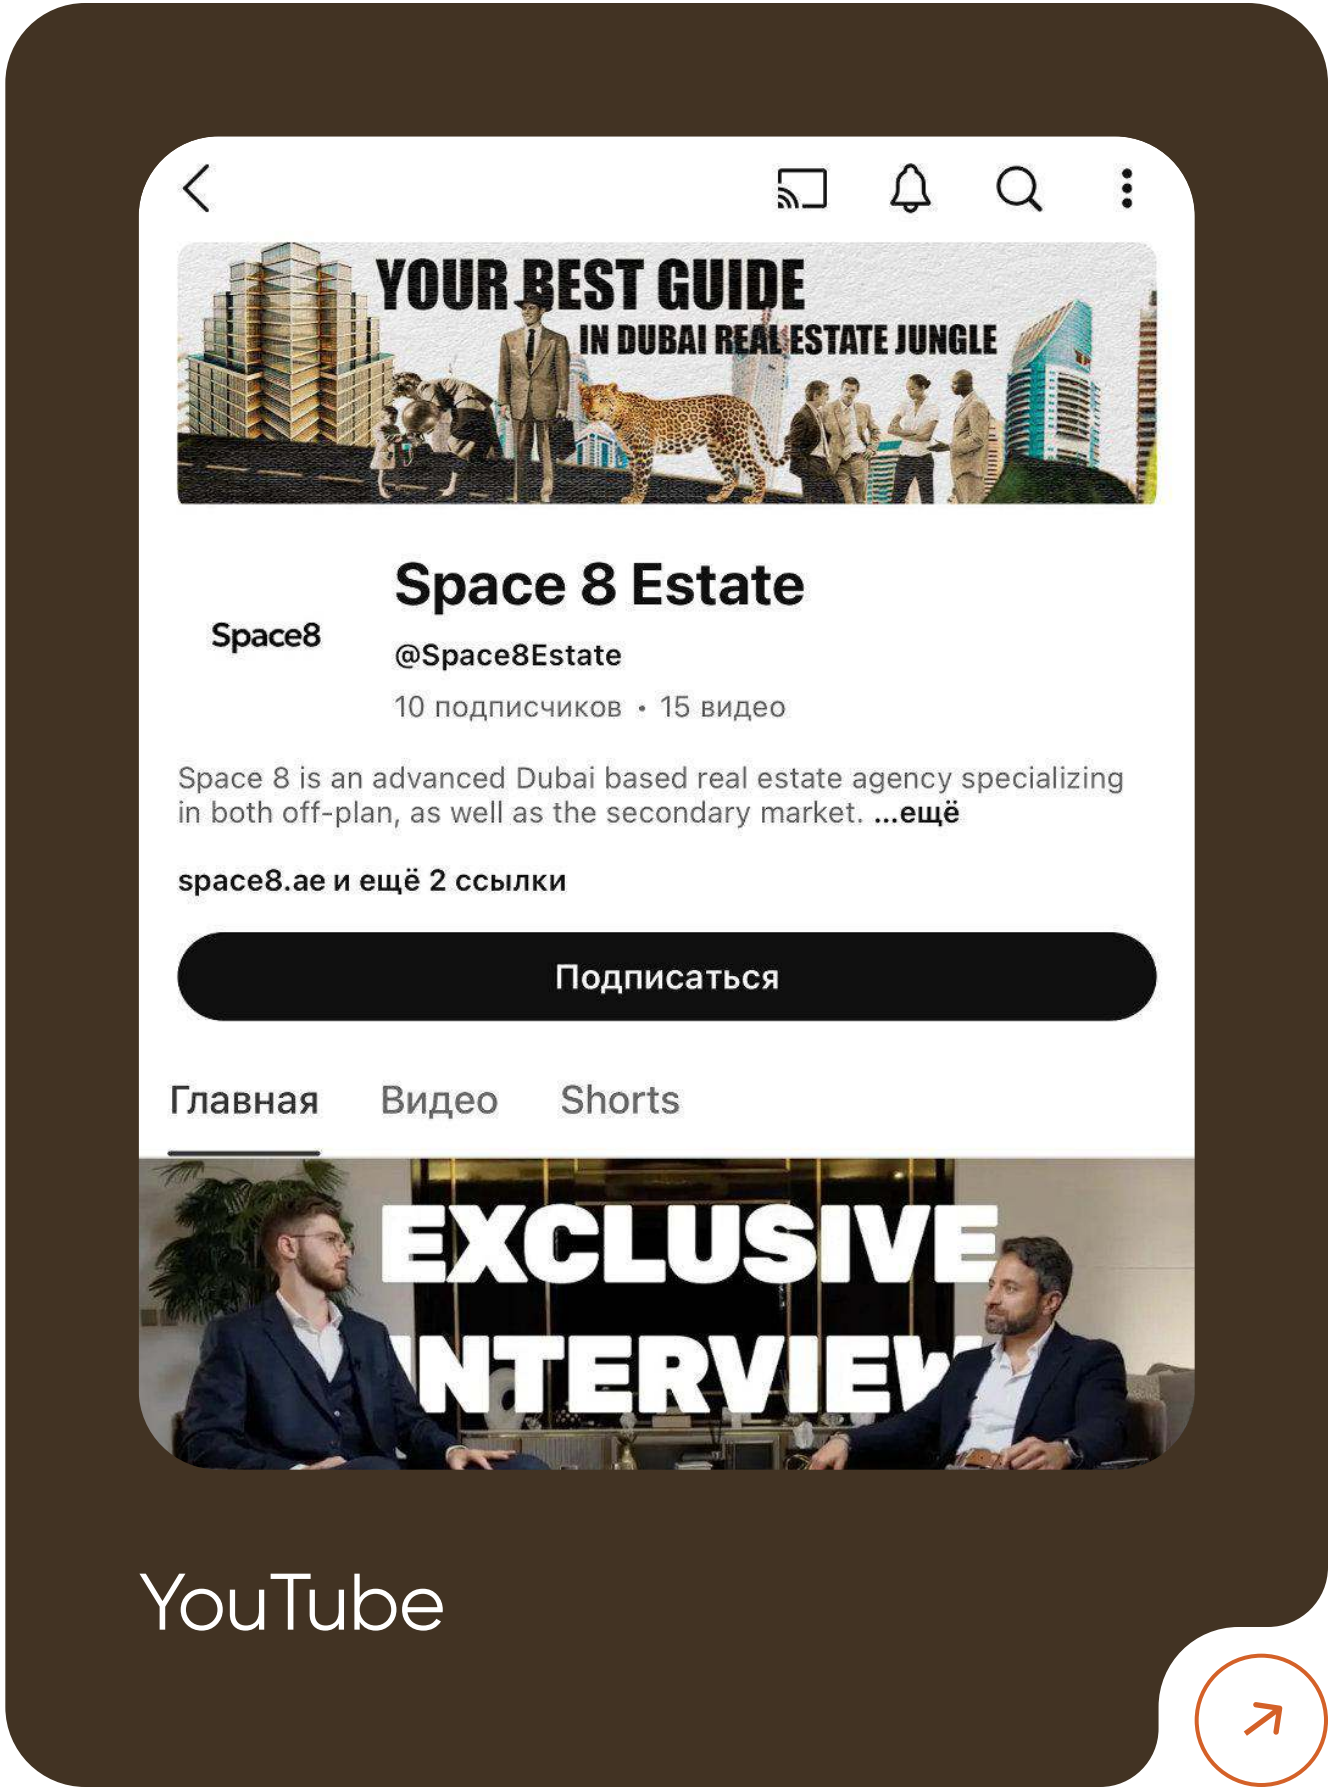 YOUR BEST GUIDE
IN DUBAI REAL ESTATE JUNGLE
Space8
Space 8 Estate
@Space8Estate
10 подписчиков • 15 видео
Space 8 is an advanced Dubai based real estate agency specializing
in both off-plan, as well as the secondary market. ...ещё
space8.ae и ещё 2 ссылки
Подписаться
Главная Видео Shorts
EXCLUSIVE
INTERVIEW
YouTube